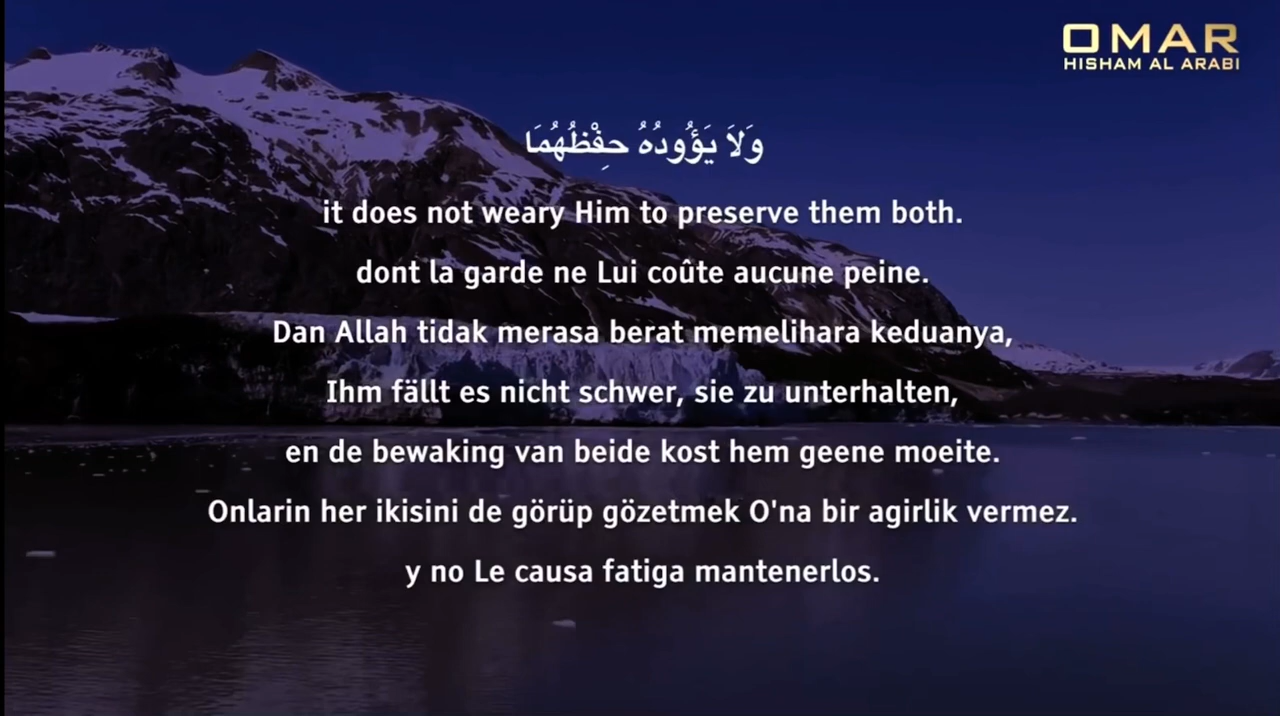 OMAR
HISHAM AL ARABI
وَلاَ يَؤُودُهُ حِفْظُهُمَا
it does not weary Him to preserve them both.
dont la garde ne Lui coûte aucune peine.
Dan Allah tidak merasa berat memelihara keduanya,
Ihm fällt es nicht schwer, sie zu unterhalten,
en de bewaking van beide kost hem geene moeite.
Onlarin her ikisini de görüp gözetmek O'na bir agirlik vermez.
y no Le causa fatiga mantenerlos.